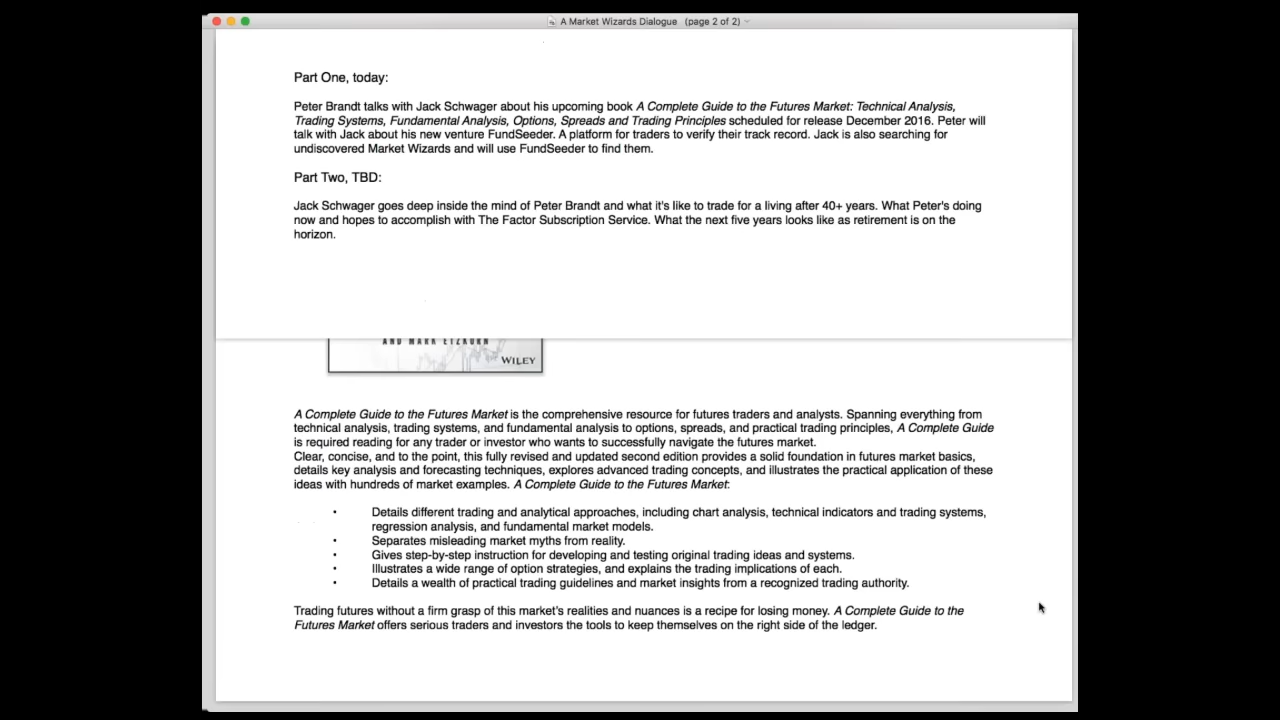 A Market Wizards Dialogue (page 2 of 2)
Part One, today:
Peter Brandt talks with Jack Schwager about his upcoming book A Complete Guide to the Futures Market: Technical Analysis,
Trading Systems, Fundamental Analysis, Options, Spreads and Trading Principles scheduled for release December 2016. Peter will
talk with Jack about his new venture FundSeeder. A platform for traders to verify their track record. Jack is also searching for
undiscovered Market Wizards and will use FundSeeder to find them.
Part Two, TBD:
Jack Schwager goes deep inside the mind of Peter Brandt and what it's like to trade for a living after 40+ years. What Peter's doing
now and hopes to accomplish with The Factor Subscription Service. What the next five years looks like as retirement is on the
horizon.
AND MARK ETZKORN
WILEY
A Complete Guide to the Futures Market is the comprehensive resource for futures traders and analysts. Spanning everything from
technical analysis, trading systems, and fundamental analysis to options, spreads, and practical trading principles, A Complete Guide
is required reading for any trader or investor who wants to successfully navigate the futures market.
Clear, concise, and to the point, this fully revised and updated second edition provides a solid foundation in futures market basics,
details key analysis and forecasting techniques, explores advanced trading concepts, and illustrates the practical application of these
ideas with hundreds of market examples. A Complete Guide to the Futures Market:
• Details different trading and analytical approaches, including chart analysis, technical indicators and trading systems,
regression analysis, and fundamental market models.
• Separates misleading market myths from reality.
• Gives step-by-step instruction for developing and testing original trading ideas and systems.
• Illustrates a wide range of option strategies, and explains the trading implications of each.
• Details a wealth of practical trading guidelines and market insights from a recognized trading authority.
Trading futures without a firm grasp of this market's realities and nuances is a recipe for losing money. A Complete Guide to the
Futures Market offers serious traders and investors the tools to keep themselves on the right side of the ledger.